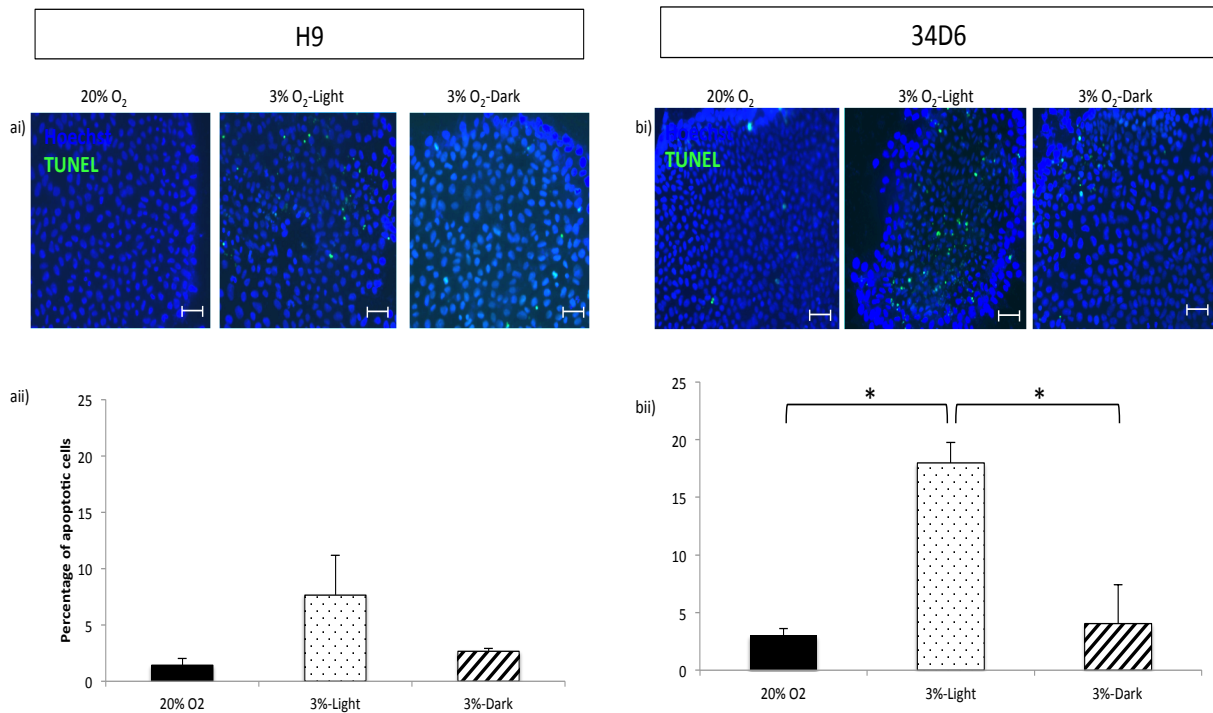 H9
34D6
20% O₂
3% O₂-Light
3% O₂-Dark
20% O₂
3% O₂-Light
3% O₂-Dark
ai)
Hoechst
TUNEL
bi)
Hoechst
TUNEL
aii)
Percentage of apoptotic cells
25
20
15
10
5
0
20% O2
3%-Light
3%-Dark
bii)
25
20
15
10
5
0
*
*
20% O2
3%-Light
3%-Dark